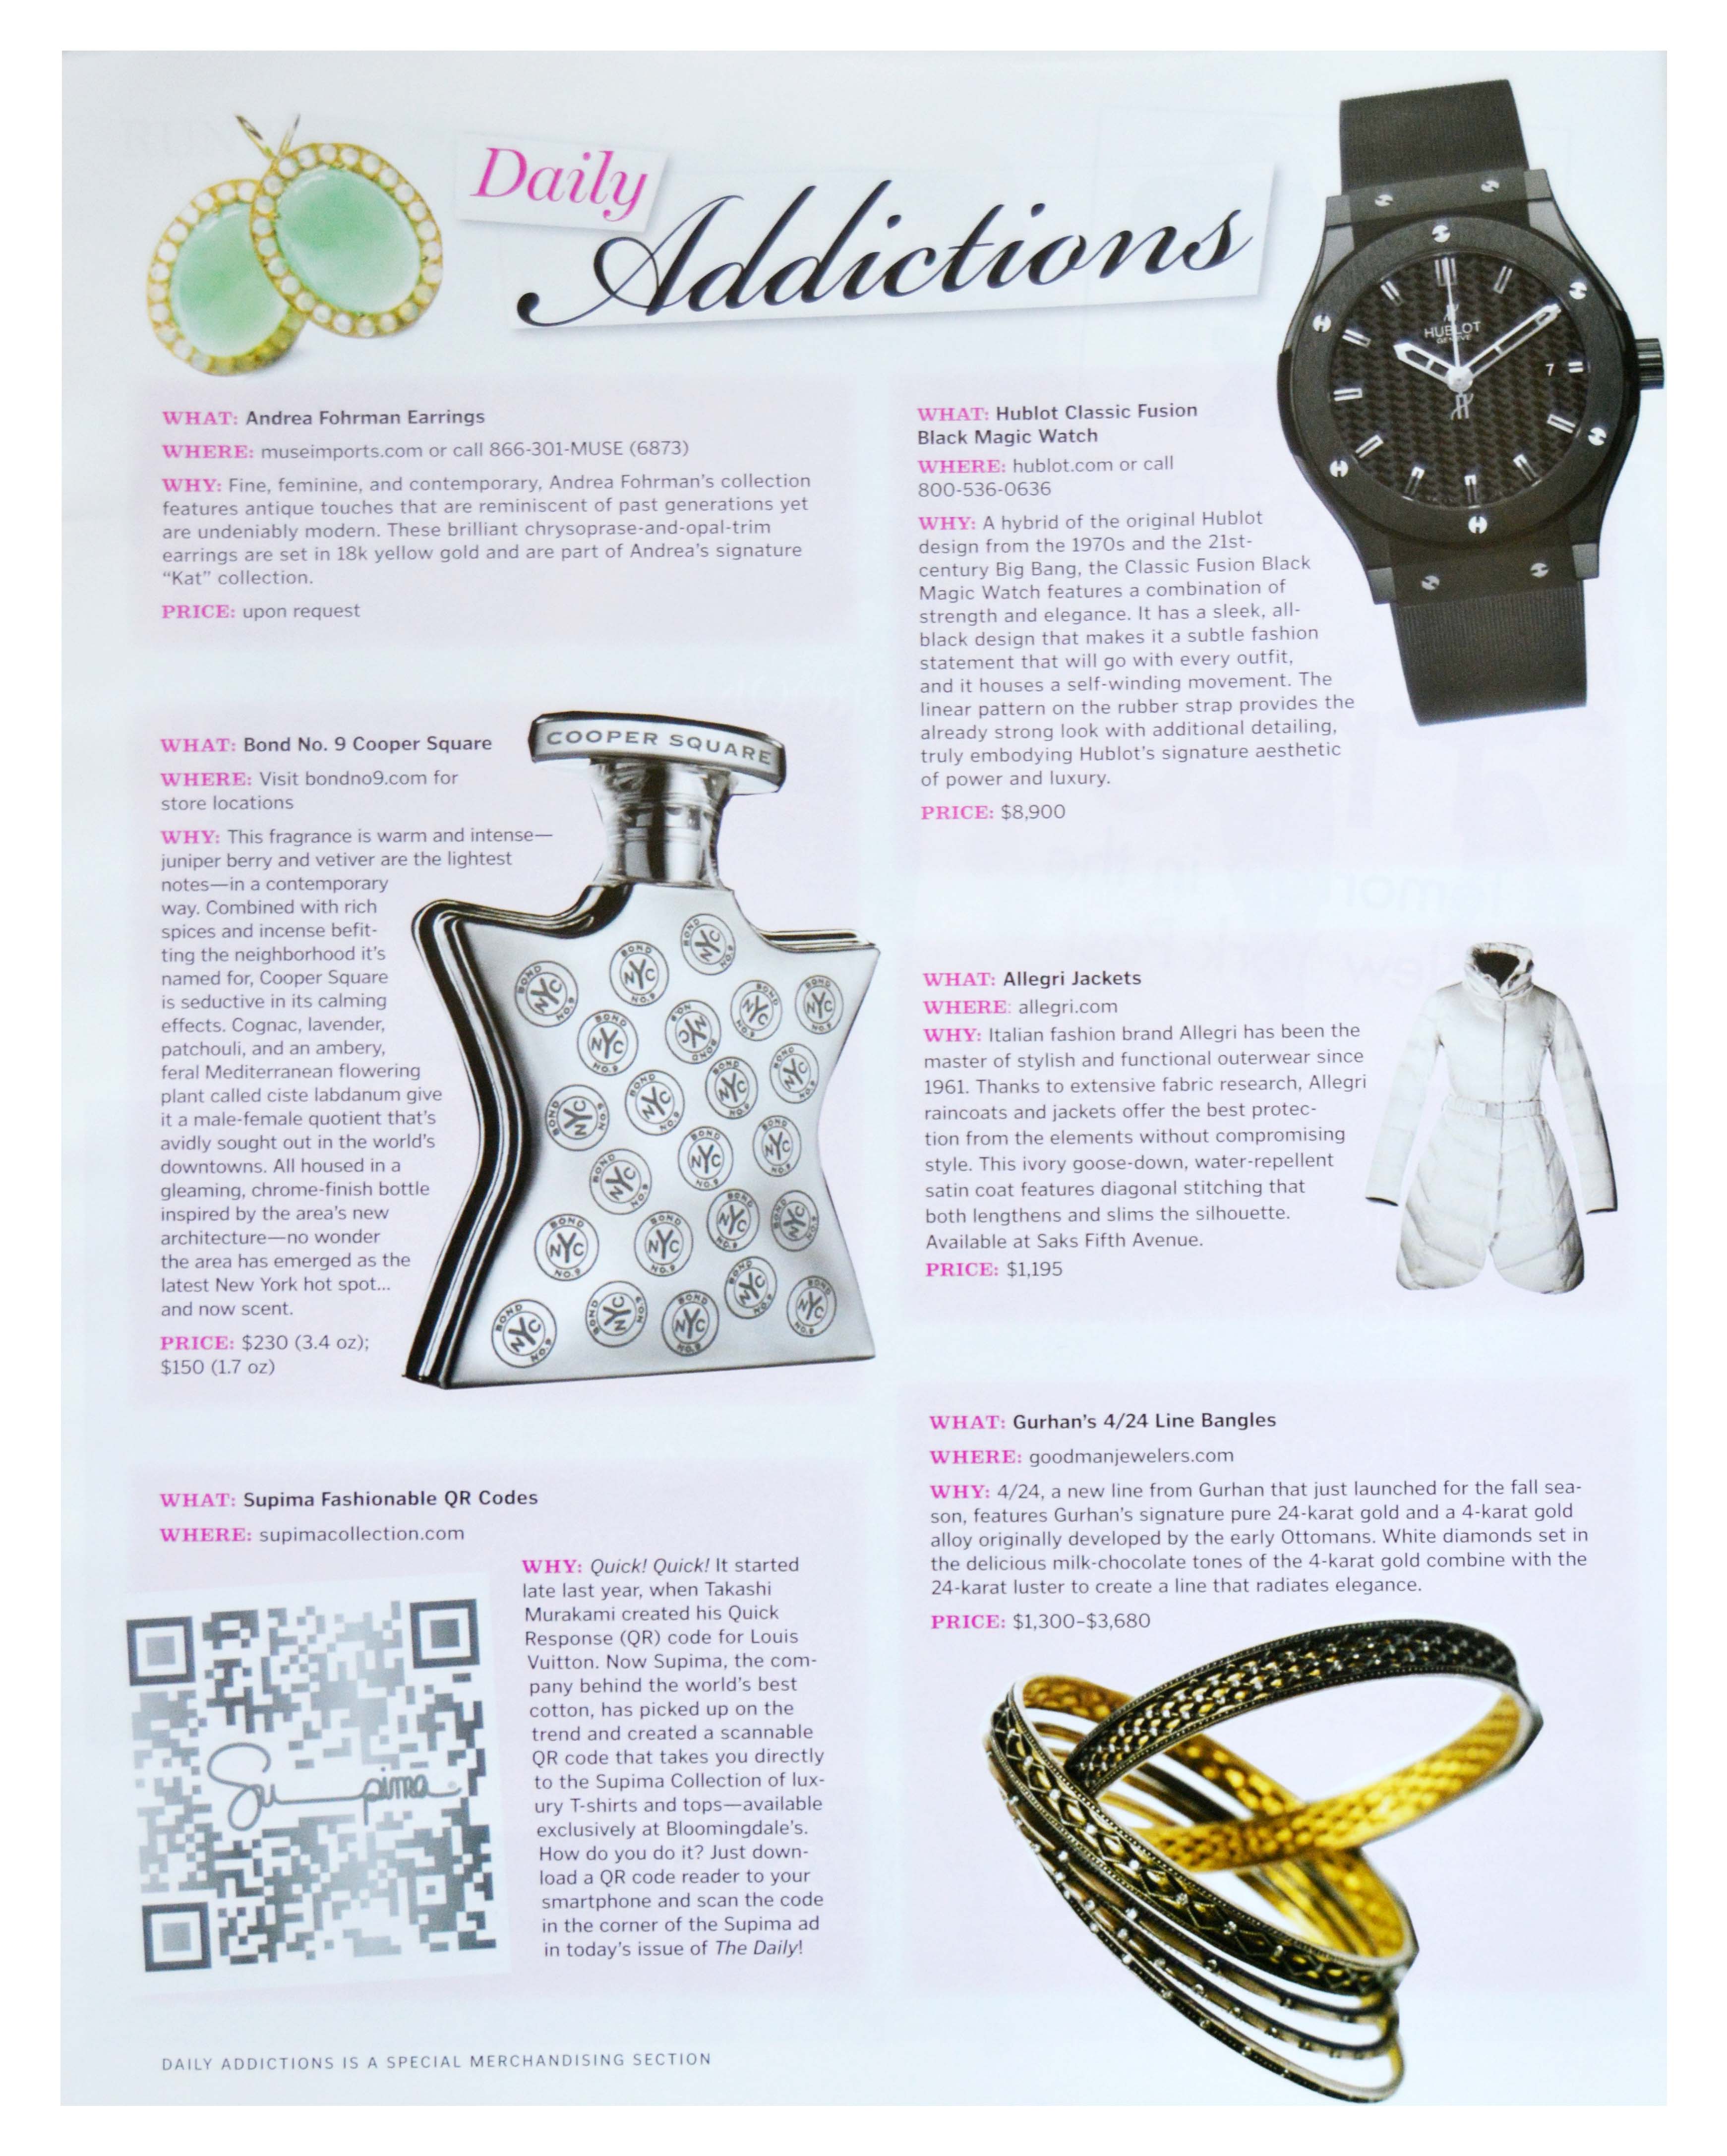 Daily
Addictions
WHAT: Andrea Fohrman Earrings
WHERE: museimports.com or call 866-301-MUSE (6873)
WHY: Fine, feminine, and contemporary, Andrea Fohrman's collection
features antique touches that are reminiscent of past generations yet
are undeniably modern. These brilliant chrysoprase-and-opal-trim
earrings are set in 18k yellow gold and are part of Andrea's signature
“Kat” collection.
PRICE: upon request
WHAT: Bond No. 9 Cooper Square
WHERE: Visit bondno9.com for
store locations
WHY: This fragrance is warm and intense—
juniper berry and vetiver are the lightest
notes—in a contemporary
way. Combined with rich
spices and incense befit-
ting the neighborhood it's
named for, Cooper Square
is seductive in its calming
effects. Cognac, lavender,
patchouli, and an ambery,
feral Mediterranean flowering
plant called ciste labdanum give
it a male-female quotient that's
avidly sought out in the world's
downtowns. All housed in a
gleaming, chrome-finish bottle
inspired by the area's new
architecture—no wonder
the area has emerged as the
latest New York hot spot...
and now scent.
PRICE: $230 (3.4 oz);
$150 (1.7 oz)
COOPER SQUARE
BOND NYC NO.9
WHAT: Supima Fashionable QR Codes
WHERE: supimacollection.com
WHY: Quick! Quick! It started
late last year, when Takashi
Murakami created his Quick
Response (QR) code for Louis
Vuitton. Now Supima, the com-
pany behind the world's best
cotton, has picked up on the
trend and created a scannable
QR code that takes you directly
to the Supima Collection of lux-
ury T-shirts and tops—available
exclusively at Bloomingdale's.
How do you do it? Just down-
load a QR code reader to your
smartphone and scan the code
in the corner of the Supima ad
in today's issue of The Daily!
Supima
HUBLOT
GENEVE
7
WHAT: Hublot Classic Fusion
Black Magic Watch
WHERE: hublot.com or call
800-536-0636
WHY: A hybrid of the original Hublot
design from the 1970s and the 21st-
century Big Bang, the Classic Fusion Black
Magic Watch features a combination of
strength and elegance. It has a sleek, all-
black design that makes it a subtle fashion
statement that will go with every outfit,
and it houses a self-winding movement. The
linear pattern on the rubber strap provides the
already strong look with additional detailing,
truly embodying Hublot's signature aesthetic
of power and luxury.
PRICE: $8,900
WHAT: Allegri Jackets
WHERE: allegri.com
WHY: Italian fashion brand Allegri has been the
master of stylish and functional outerwear since
1961. Thanks to extensive fabric research, Allegri
raincoats and jackets offer the best protec-
tion from the elements without compromising
style. This ivory goose-down, water-repellent
satin coat features diagonal stitching that
both lengthens and slims the silhouette.
Available at Saks Fifth Avenue.
PRICE: $1,195
WHAT: Gurhan's 4/24 Line Bangles
WHERE: goodmanjewelers.com
WHY: 4/24, a new line from Gurhan that just launched for the fall sea-
son, features Gurhan's signature pure 24-karat gold and a 4-karat gold
alloy originally developed by the early Ottomans. White diamonds set in
the delicious milk-chocolate tones of the 4-karat gold combine with the
24-karat luster to create a line that radiates elegance.
PRICE: $1,300–$3,680
DAILY ADDICTIONS IS A SPECIAL MERCHANDISING SECTION